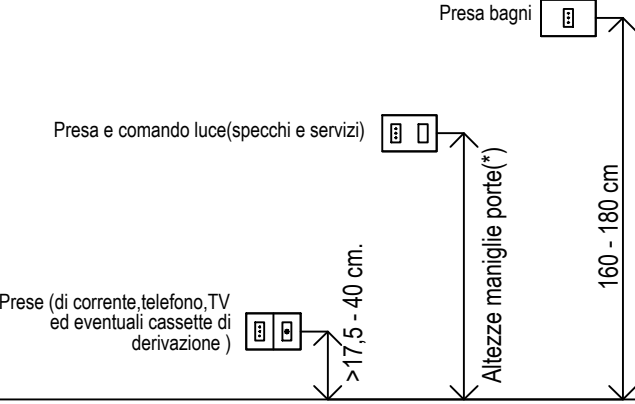 Presa bagni
Presa e comando luce(specchi e servizi)
Altezze maniglie porte(*)
160 - 180 cm
Prese (di corrente,telefono,TV
ed eventuali cassette di
derivazione )
>17,5 - 40 cm.